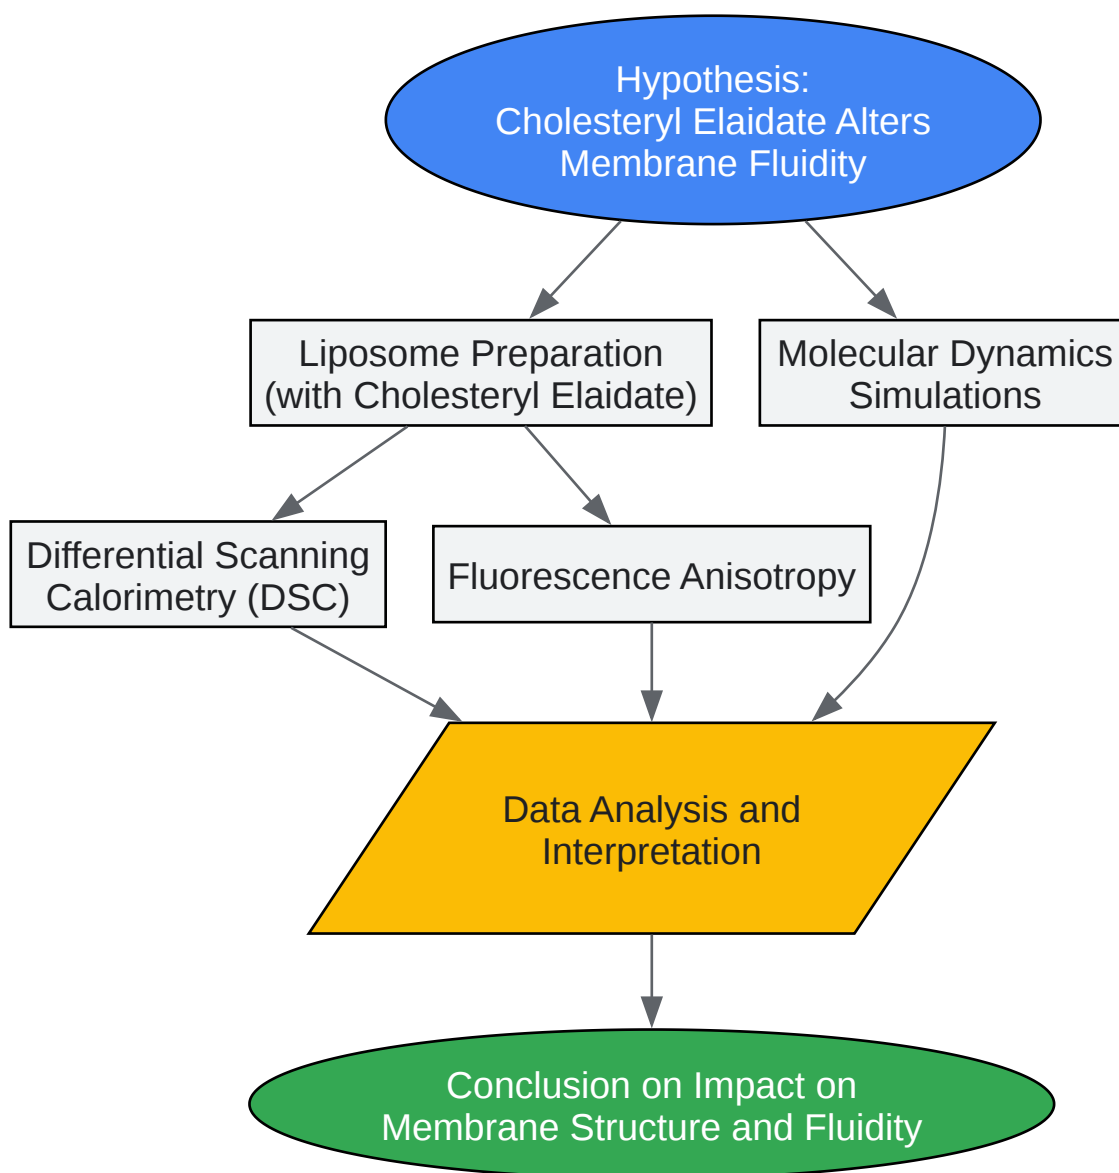 Hypothesis:
Cholesteryl Elaidate Alters
Membrane Fluidity
Liposome Preparation
(with Cholesteryl Elaidate)
Molecular Dynamics
Simulations
Differential Scanning
Calorimetry (DSC)
Fluorescence Anisotropy
Data Analysis and
Interpretation
Conclusion on Impact on
Membrane Structure and Fluidity